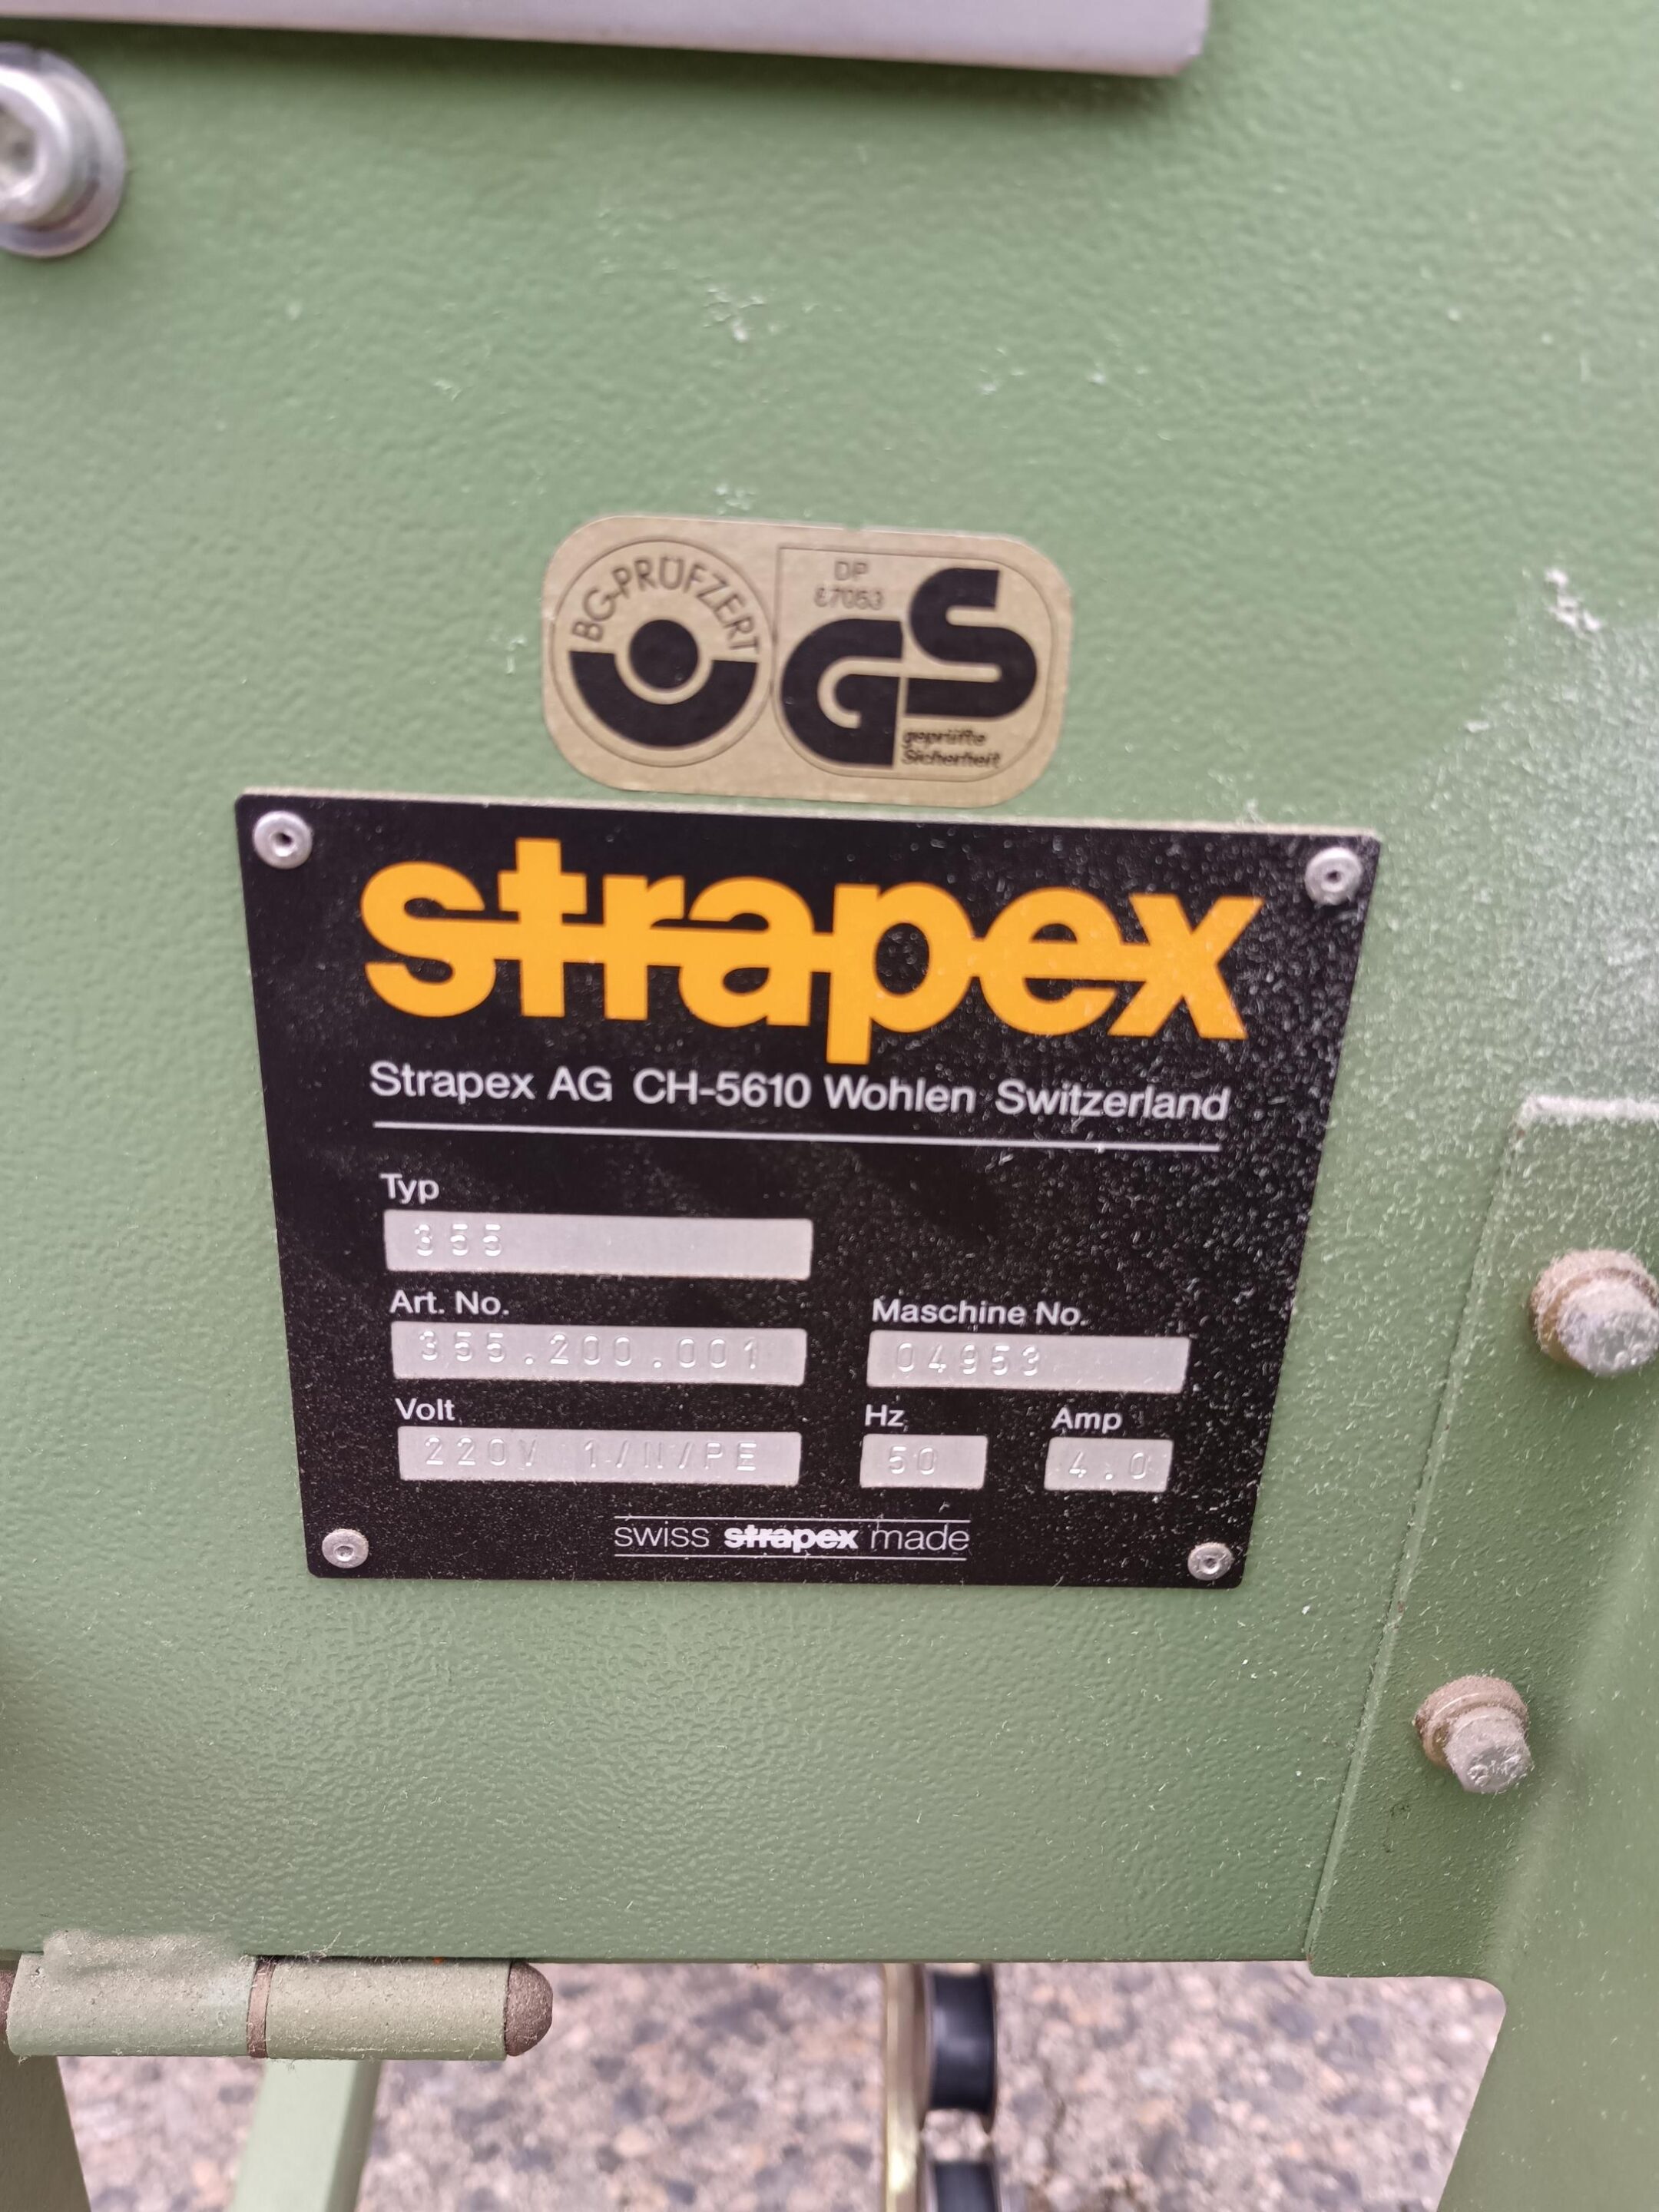 BG-PRÜFZERT
DP
87053
GS
geprüfte
Sicherheit
strapex
Strapex AG CH-5610 Wohlen Switzerland
Typ
355
Art. No. Maschine No.
355.200.001 04953
Volt Hz Amp
220V 1/N/PE 50 4.0
swiss strapex made